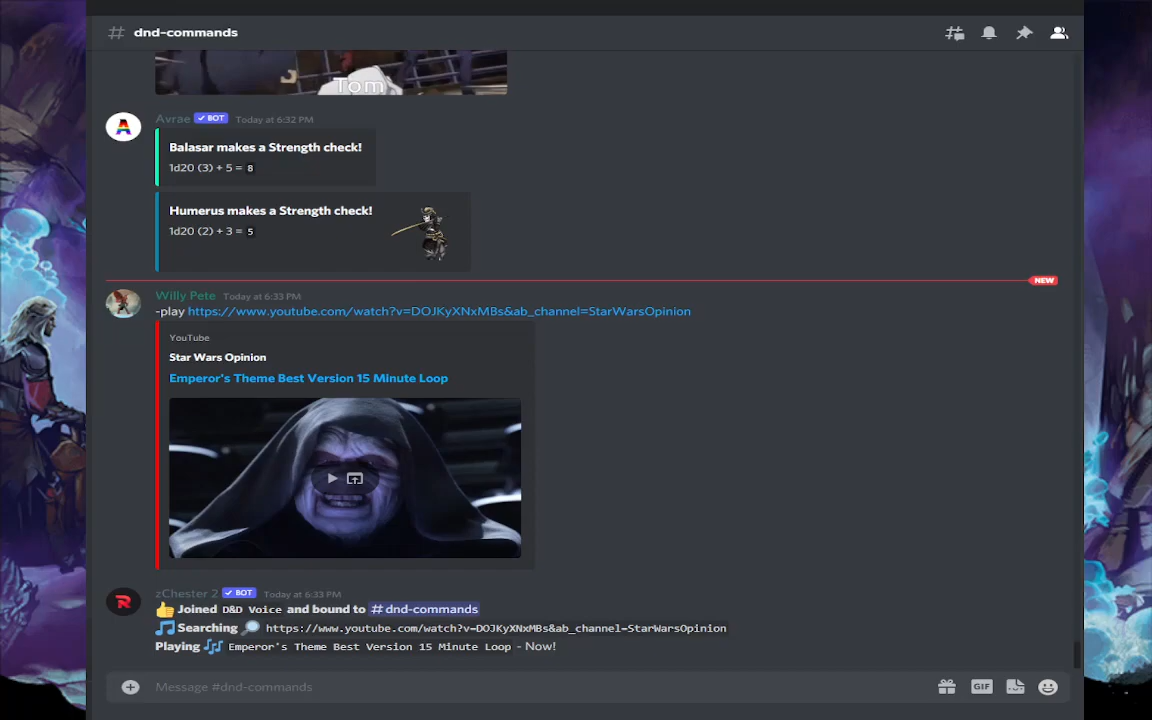 dnd-commands
Tom
Avrae BOT Today at 6:32 PM
Balasar makes a Strength check!
1d20 (3) + 5 = 8
Humerus makes a Strength check!
1d20 (2) + 3 = 5
NEW
Willy Pete Today at 6:33 PM
-play https://www.youtube.com/watch?v=DOJKyXNxMBs&ab_channel=StarWarsOpinion
YouTube
Star Wars Opinion
Emperor's Theme Best Version 15 Minute Loop
zChester 2 BOT Today at 6:33 PM
Joined D&D Voice and bound to #dnd-commands
Searching https://www.youtube.com/watch?v=DOJKyXNxMBs&ab_channel=StarWarsOpinion
Playing Emperor's Theme Best Version 15 Minute Loop - Now!
Message #dnd-commands
GIF